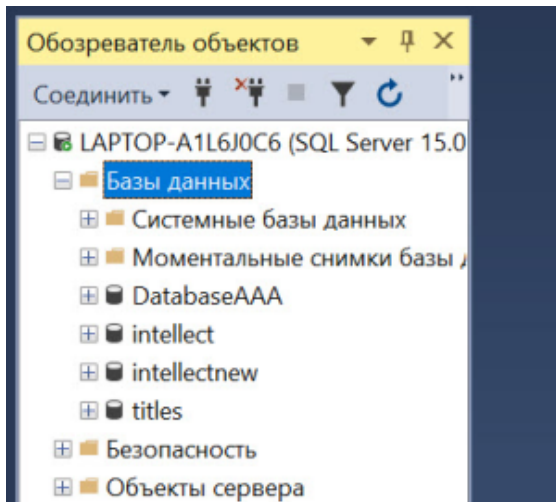 Обозреватель объектов
Соединить
LAPTOP-A1L6J0C6 (SQL Server 15.0
Базы данных
Системные базы данных
Моментальные снимки базы д
DatabaseAAA
intellect
intellectnew
titles
Безопасность
Объекты сервера